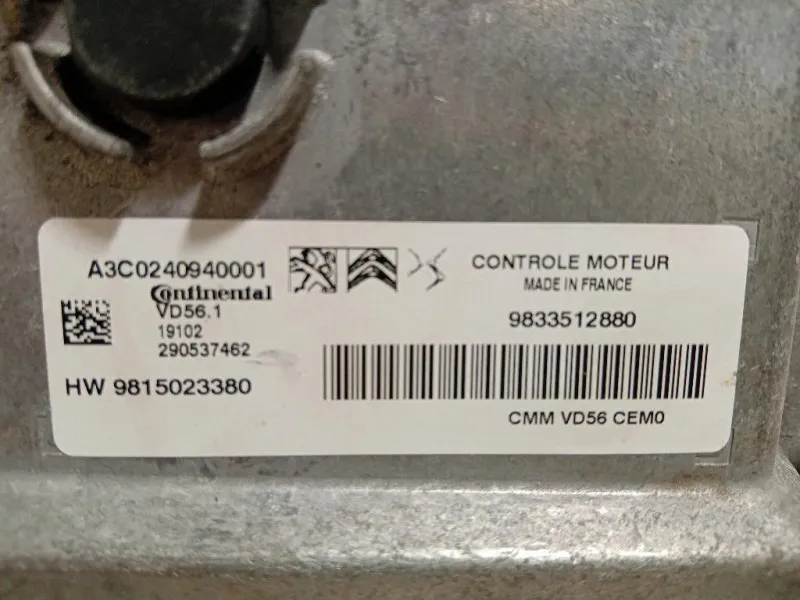 A3C0240940001
Continental
VD56.1
19102
290537462
HW 9815023380
CONTROLE MOTEUR
MADE IN FRANCE
9833512880
CMM VD56 CEM0